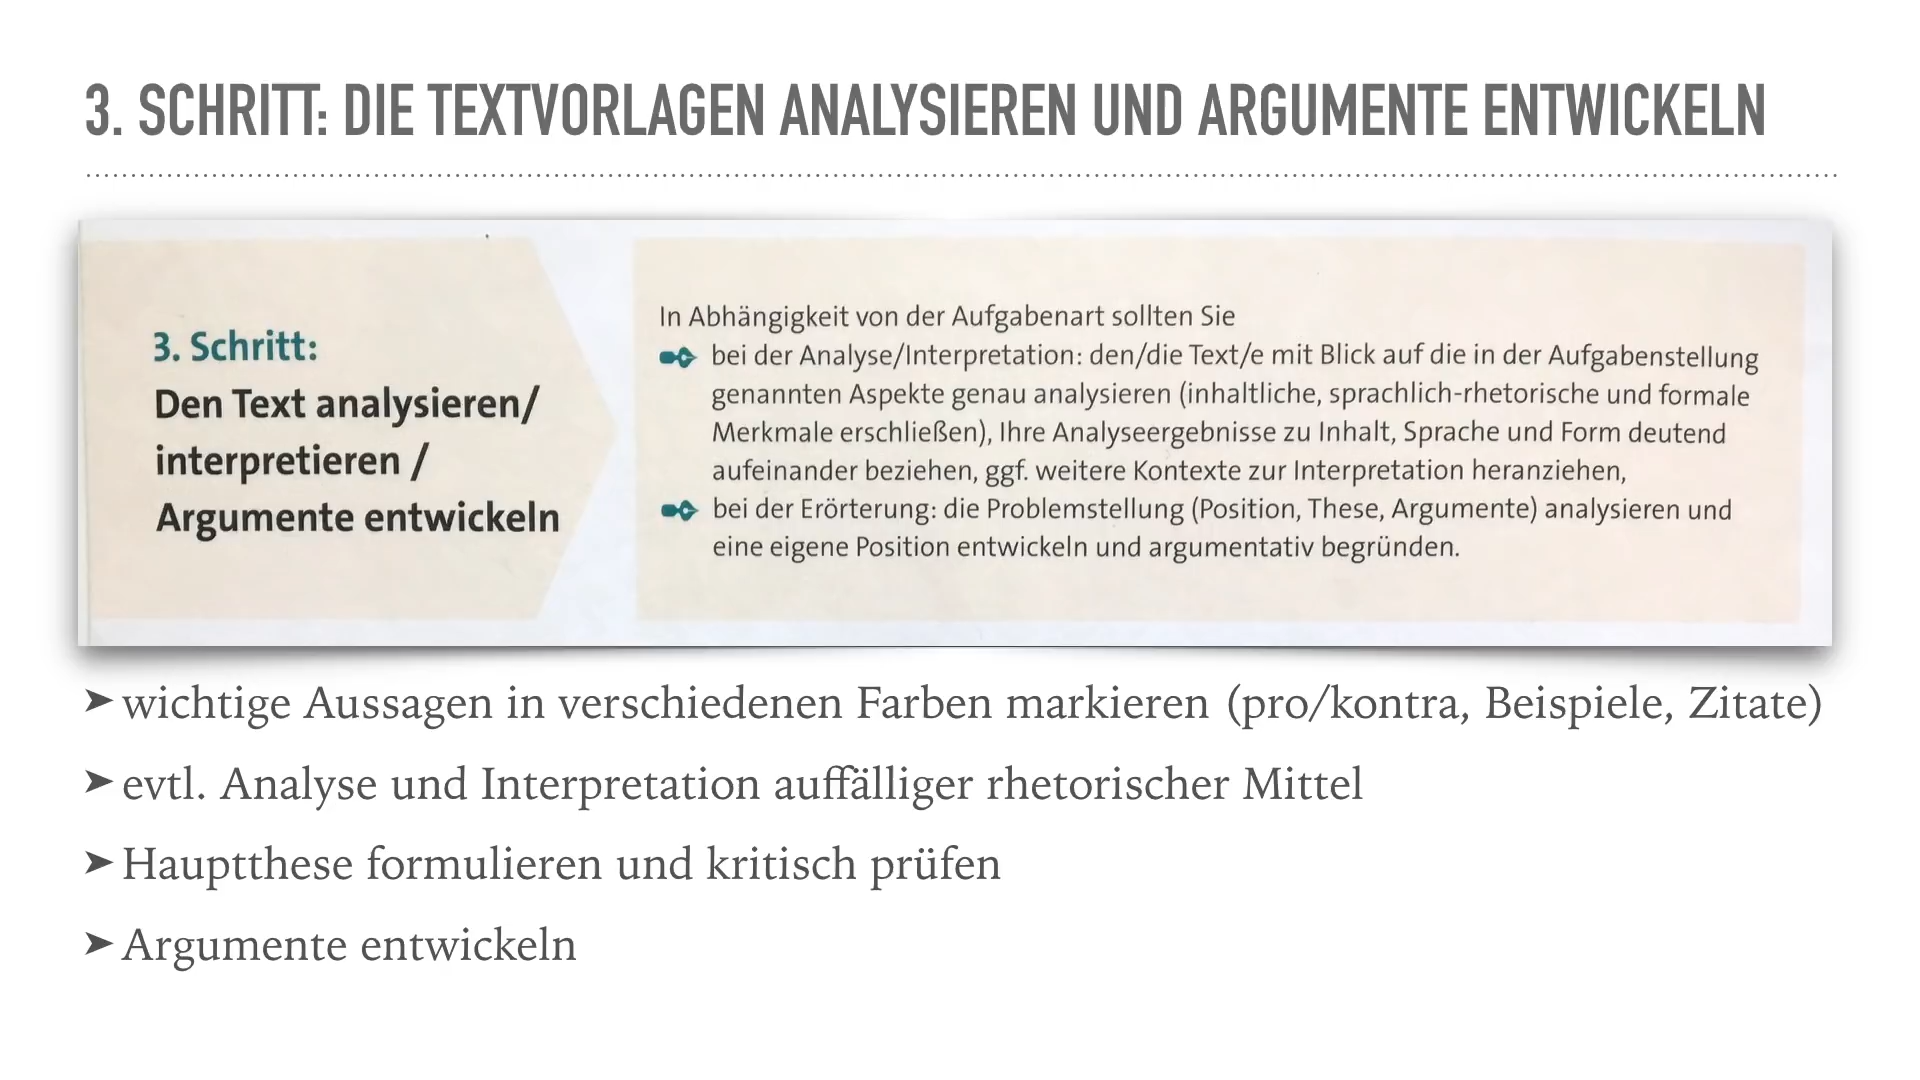 3. SCHRITT: DIE TEXTVORLAGEN ANALYSIEREN UND ARGUMENTE ENTWICKELN
3. Schritt:
Den Text analysieren/
interpretieren /
Argumente entwickeln
In Abhängigkeit von der Aufgabenart sollten Sie
bei der Analyse/Interpretation: den/die Text/e mit Blick auf die in der Aufgabenstellung
genannten Aspekte genau analysieren (inhaltliche, sprachlich-rhetorische und formale
Merkmale erschließen), Ihre Analyseergebnisse zu Inhalt, Sprache und Form deutend
aufeinander beziehen, ggf. weitere Kontexte zur Interpretation heranziehen,
bei der Erörterung: die Problemstellung (Position, These, Argumente) analysieren und
eine eigene Position entwickeln und argumentativ begründen.
➤ wichtige Aussagen in verschiedenen Farben markieren (pro/kontra, Beispiele, Zitate)
➤ evtl. Analyse und Interpretation auffälliger rhetorischer Mittel
➤ Hauptthese formulieren und kritisch prüfen
➤ Argumente entwickeln